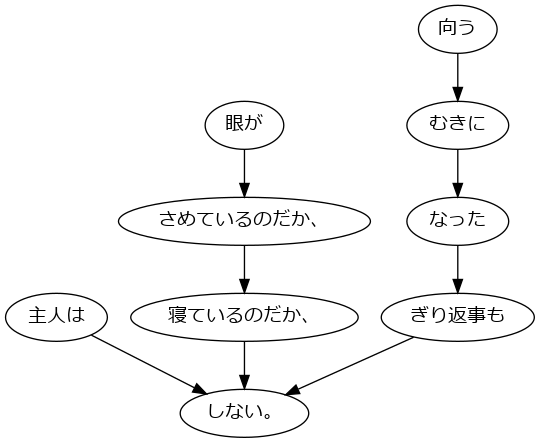 向う
眼が
むきに
さめているのだか、
なった
主人は
寝ているのだか、
ぎり返事も
しない。